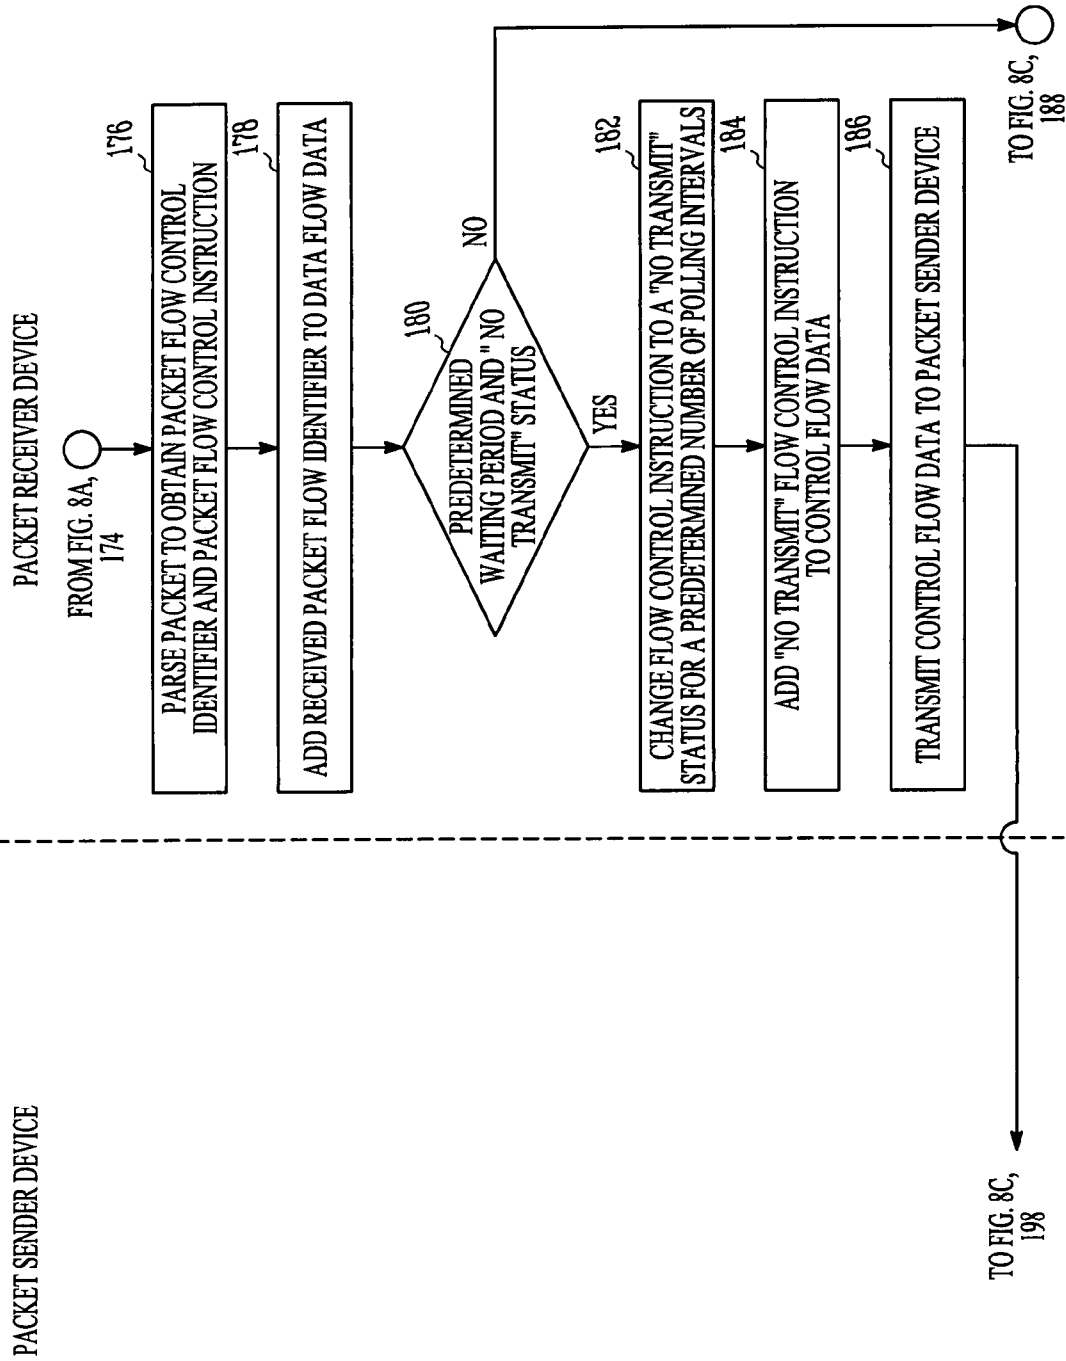 PACKET SENDER DEVICE
PACKET RECEIVER DEVICE
FROM FIG. 8A,
174
176
PARSE PACKET TO OBTAIN PACKET FLOW CONTROL
IDENTIFIER AND PACKET FLOW CONTROL INSTRUCTION
178
ADD RECEIVED PACKET FLOW IDENTIFIER TO DATA FLOW DATA
180
PREDETERMINED
WAITING PERIOD AND " NO
TRANSMIT" STATUS
NO
YES
182
CHANGE FLOW CONTROL INSTRUCTION TO A "NO TRANSMIT"
STATUS FOR A PREDETERMINED NUMBER OF POLLING INTERVALS
184
ADD "NO TRANSMIT" FLOW CONTROL INSTRUCTION
TO CONTROL FLOW DATA
186
TRANSMIT CONTROL FLOW DATA TO PACKET SENDER DEVICE
TO FIG. 8C,
198
TO FIG. 8C,
188